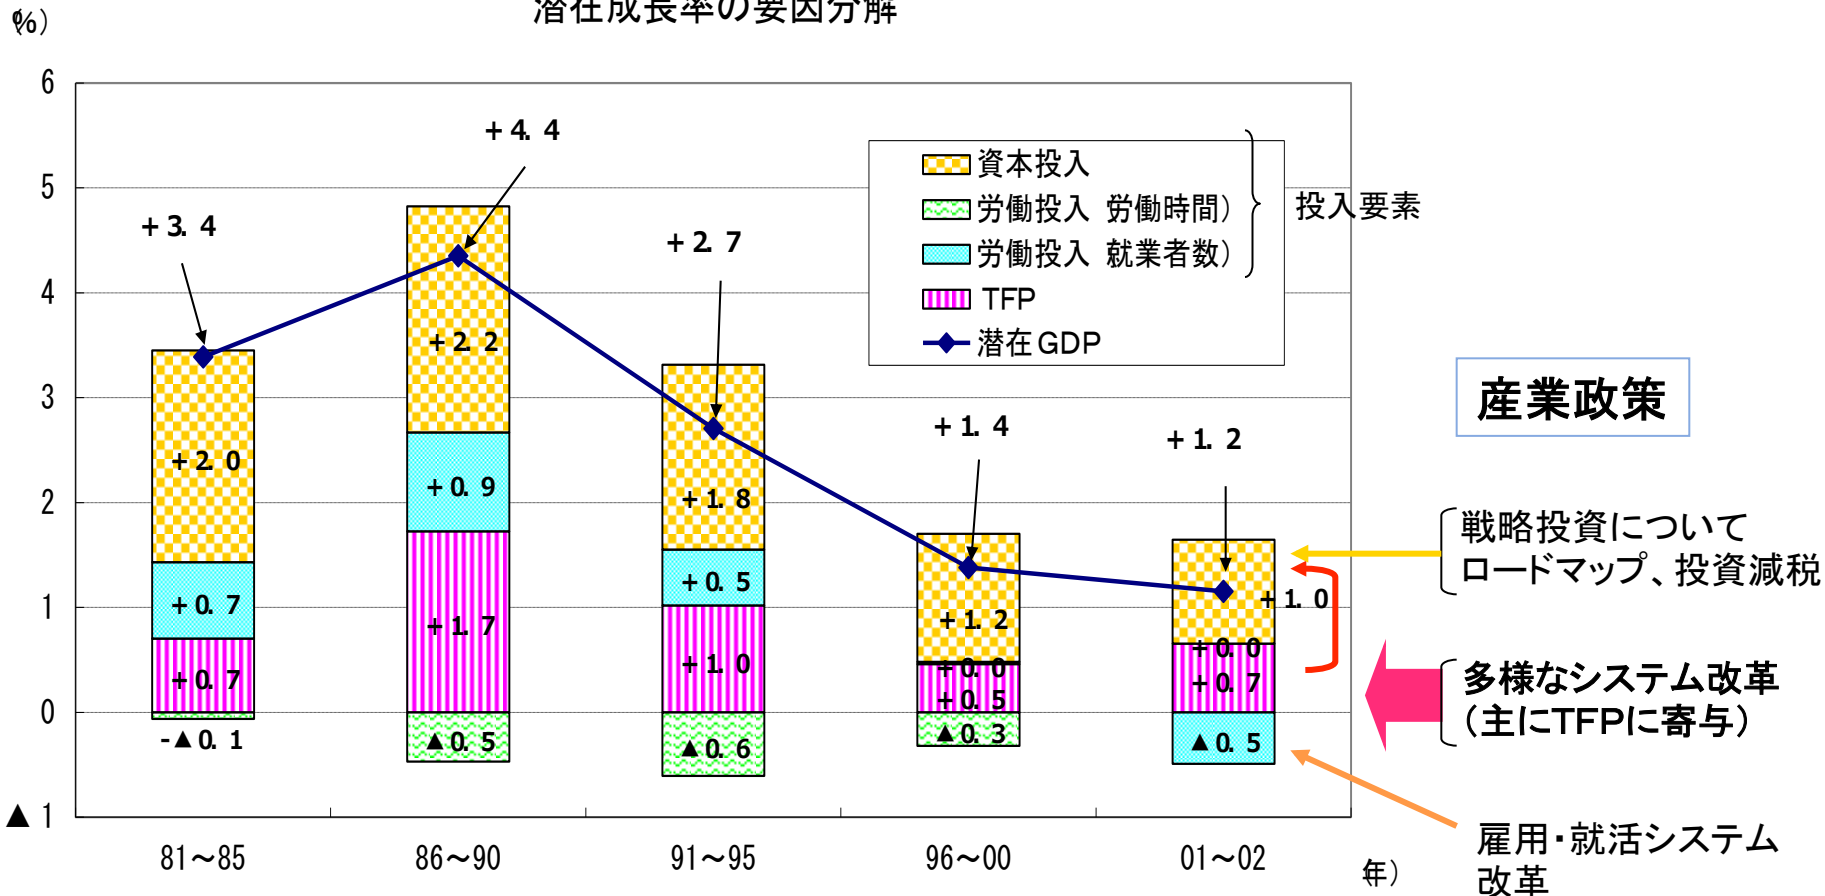 潜在成長率の要因分解
(%)
6
5
4
3
2
1
0
▲ 1
+3.4
+4.4
+2.7
+1.4
+1.2
資本投入
労働投入 労働時間)
労働投入 就業者数)
TFP
潜在GDP
投入要素
+2.0
+0.7
+0.7
-▲0.1
+2.2
+0.9
+1.7
▲0.5
+1.8
+0.5
+1.0
▲0.6
+1.2
+0.0
+0.5
▲0.3
+1.0
+0.0
+0.7
▲0.5
81~85
86~90
91~95
96~00
01~02
年)
産業政策
戦略投資について
ロードマップ、投資減税
多様なシステム改革
(主にTFPに寄与)
雇用・就活システム
改革